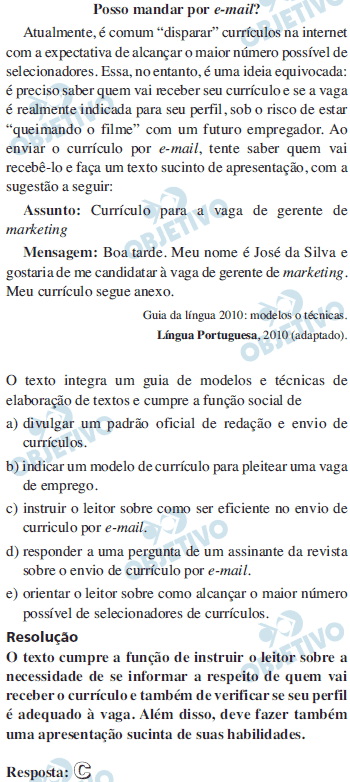 Posso mandar por e-mail?
Atualmente, é comum “disparar” currículos na internet
com a expectativa de alcançar o maior número possível de
selecionadores. Essa, no entanto, é uma ideia equivocada:
é preciso saber quem vai receber seu currículo e se a vaga
é realmente indicada para seu perfil, sob o risco de estar
“queimando o filme” com um futuro empregador. Ao
enviar o currículo por e-mail, tente saber quem vai
recebê-lo e faça um texto sucinto de apresentação, com a
sugestão a seguir:
Assunto: Currículo para a vaga de gerente de
marketing
Mensagem: Boa tarde. Meu nome é José da Silva e
gostaria de me candidatar à vaga de gerente de marketing.
Meu currículo segue anexo.
Guia da língua 2010: modelos o técnicas.
Língua Portuguesa, 2010 (adaptado).
O texto integra um guia de modelos e técnicas de
elaboração de textos e cumpre a função social de
a) divulgar um padrão oficial de redação e envio de
currículos.
b) indicar um modelo de currículo para pleitear uma vaga
de emprego.
c) instruir o leitor sobre como ser eficiente no envio de
curriculo por e-mail.
d) responder a uma pergunta de um assinante da revista
sobre o envio de currículo por e-mail.
e) orientar o leitor sobre como alcançar o maior número
possível de selecionadores de currículos.
Resolução
O texto cumpre a função de instruir o leitor sobre a
necessidade de se informar a respeito de quem vai
receber o currículo e também de verificar se seu perfil
é adequado à vaga. Além disso, deve fazer também
uma apresentação sucinta de suas habilidades.
Resposta: C
OBJETIVO
OBJETIVO
OBJETIVO
OBJETIVO
OBJETIVO
OBJETIVO
OBJETIVO
OBJETIVO